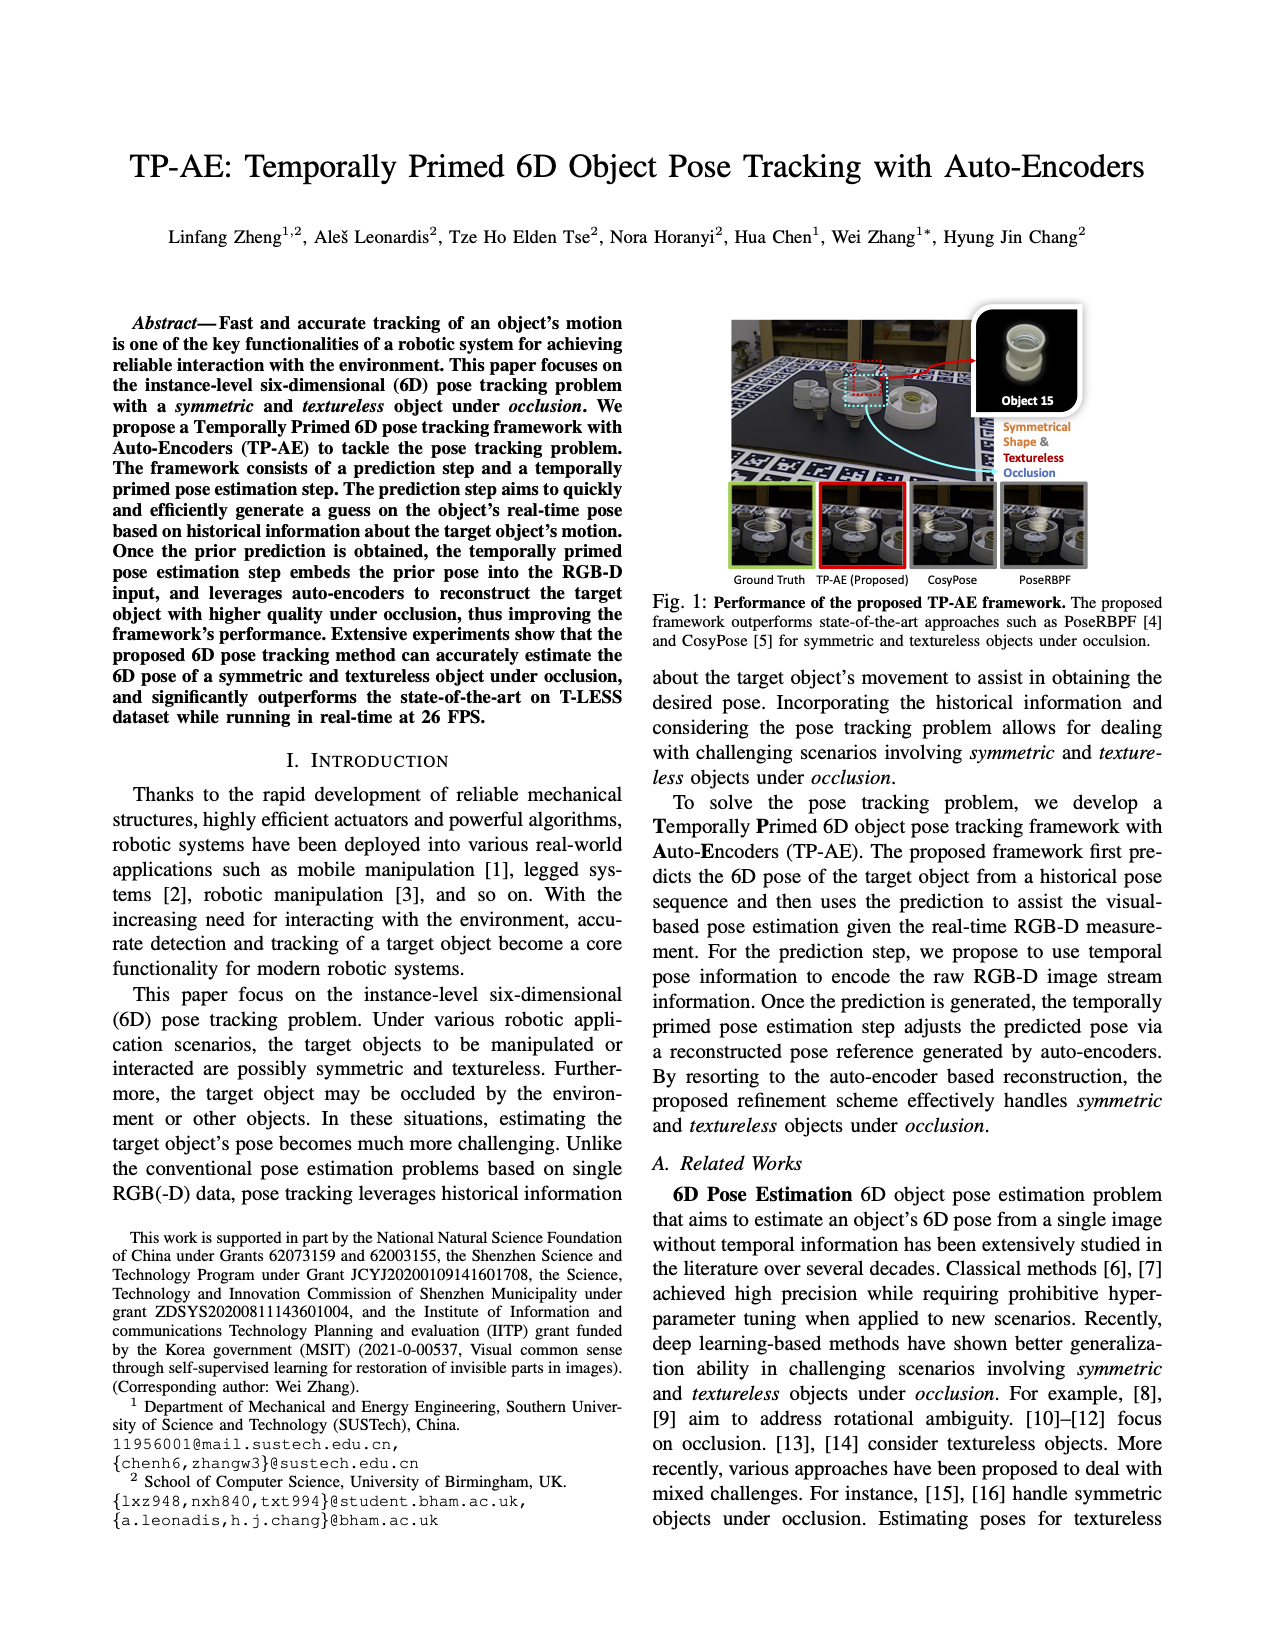 TP-AE: Temporally Primed 6D Object Pose Tracking with Auto-Encoders
Linfang Zheng1,2, Aleš Leonardis2, Tze Ho Elden Tse2, Nora Horanyi2, Hua Chen1, Wei Zhang1*, Hyung Jin Chang2
Abstract—Fast and accurate tracking of an object's motion
is one of the key functionalities of a robotic system for achieving
reliable interaction with the environment. This paper focuses on
the instance-level six-dimensional (6D) pose tracking problem
with a symmetric and textureless object under occlusion. We
propose a Temporally Primed 6D pose tracking framework with
Auto-Encoders (TP-AE) to tackle the pose tracking problem.
The framework consists of a prediction step and a temporally
primed pose estimation step. The prediction step aims to quickly
and efficiently generate a guess on the object's real-time pose
based on historical information about the target object's motion.
Once the prior prediction is obtained, the temporally primed
pose estimation step embeds the prior pose into the RGB-D
input, and leverages auto-encoders to reconstruct the target
object with higher quality under occlusion, thus improving the
framework's performance. Extensive experiments show that the
proposed 6D pose tracking method can accurately estimate the
6D pose of a symmetric and textureless object under occlusion,
and significantly outperforms the state-of-the-art on T-LESS
dataset while running in real-time at 26 FPS.
I. INTRODUCTION
Thanks to the rapid development of reliable mechanical
structures, highly efficient actuators and powerful algorithms,
robotic systems have been deployed into various real-world
applications such as mobile manipulation [1], legged sys-
tems [2], robotic manipulation [3], and so on. With the
increasing need for interacting with the environment, accu-
rate detection and tracking of a target object become a core
functionality for modern robotic systems.
This paper focus on the instance-level six-dimensional
(6D) pose tracking problem. Under various robotic appli-
cation scenarios, the target objects to be manipulated or
interacted are possibly symmetric and textureless. Further-
more, the target object may be occluded by the environ-
ment or other objects. In these situations, estimating the
target object's pose becomes much more challenging. Unlike
the conventional pose estimation problems based on single
RGB(-D) data, pose tracking leverages historical information
This work is supported in part by the National Natural Science Foundation
of China under Grants 62073159 and 62003155, the Shenzhen Science and
Technology Program under Grant JCYJ20200109141601708, the Science,
Technology and Innovation Commission of Shenzhen Municipality under
grant ZDSYS20200811143601004, and the Institute of Information and
communications Technology Planning and evaluation (IITP) grant funded
by the Korea government (MSIT) (2021-0-00537, Visual common sense
through self-supervised learning for restoration of invisible parts in images).
(Corresponding author: Wei Zhang).
1 Department of Mechanical and Energy Engineering, Southern Univer-
sity of Science and Technology (SUSTech), China.
11956001@mail.sustech.edu.cn,
{chenh6,zhangw3}@sustech.edu.cn
2 School of Computer Science, University of Birmingham, UK.
{lxz948,nxh840,txt994}@student.bham.ac.uk,
{a.leonadis,h.j.chang}@bham.ac.uk
Object 15
Symmetrical
Shape &
Textureless
Occlusion
Ground Truth TP-AE (Proposed) CosyPose PoseRBPF
Fig. 1: Performance of the proposed TP-AE framework. The proposed
framework outperforms state-of-the-art approaches such as PoseRBPF [4]
and CosyPose [5] for symmetric and textureless objects under occulsion.
about the target object's movement to assist in obtaining the
desired pose. Incorporating the historical information and
considering the pose tracking problem allows for dealing
with challenging scenarios involving symmetric and texture-
less objects under occlusion.
To solve the pose tracking problem, we develop a
Temporally Primed 6D object pose tracking framework with
Auto-Encoders (TP-AE). The proposed framework first pre-
dicts the 6D pose of the target object from a historical pose
sequence and then uses the prediction to assist the visual-
based pose estimation given the real-time RGB-D measure-
ment. For the prediction step, we propose to use temporal
pose information to encode the raw RGB-D image stream
information. Once the prediction is generated, the temporally
primed pose estimation step adjusts the predicted pose via
a reconstructed pose reference generated by auto-encoders.
By resorting to the auto-encoder based reconstruction, the
proposed refinement scheme effectively handles symmetric
and textureless objects under occlusion.
A. Related Works
6D Pose Estimation 6D object pose estimation problem
that aims to estimate an object's 6D pose from a single image
without temporal information has been extensively studied in
the literature over several decades. Classical methods [6], [7]
achieved high precision while requiring prohibitive hyper-
parameter tuning when applied to new scenarios. Recently,
deep learning-based methods have shown better generaliza-
tion ability in challenging scenarios involving symmetric
and textureless objects under occlusion. For example, [8],
[9] aim to address rotational ambiguity. [10]–[12] focus
on occlusion. [13], [14] consider textureless objects. More
recently, various approaches have been proposed to deal with
mixed challenges. For instance, [15], [16] handle symmetric
objects under occlusion. Estimating poses for textureless